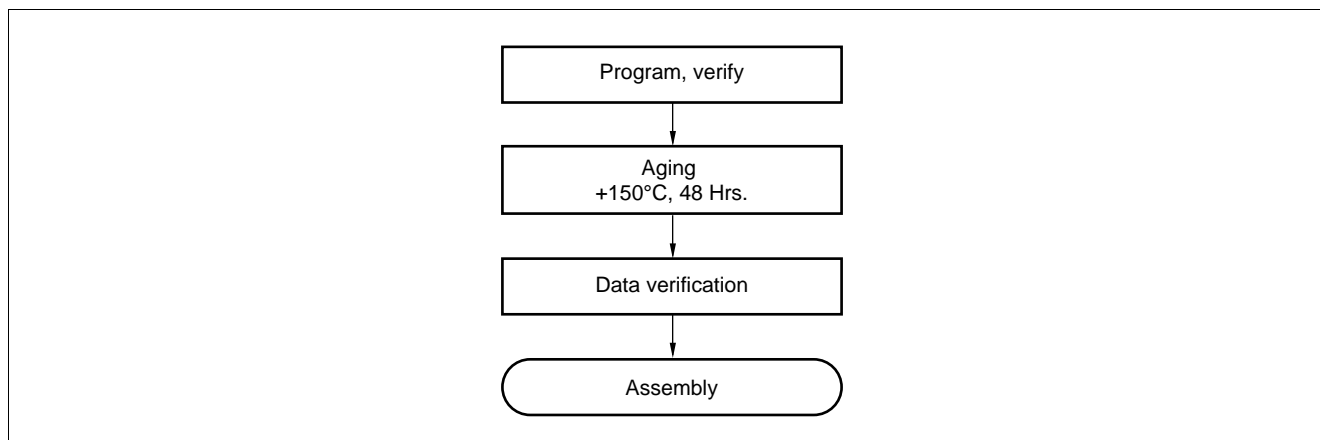 Program, verify
Aging
+150°C, 48 Hrs.
Data verification
Assembly